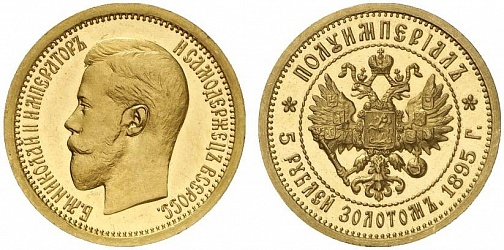 Б.М.НИКОЛАЙ II ИМПЕРАТОРЪ И САМОДЕРЖЕЦЪ ВСЕРОСС.
ПОЛУИМПЕРІАЛЪ
* 5 РУБЛЕЙ ЗОЛОТОМЪ. 1895 Г. *